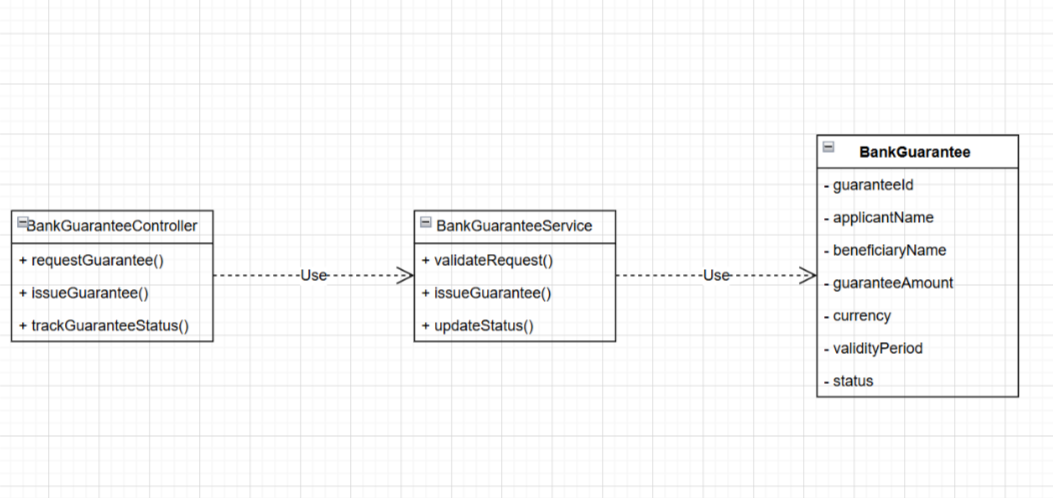 BankGuaranteeController
+ requestGuarantee()
+ issueGuarantee()
+ trackGuaranteeStatus()
Use
BankGuaranteeService
+ validateRequest()
+ issueGuarantee()
+ updateStatus()
Use
BankGuarantee
- guaranteeId
- applicantName
- beneficiaryName
- guaranteeAmount
- currency
- validityPeriod
- status